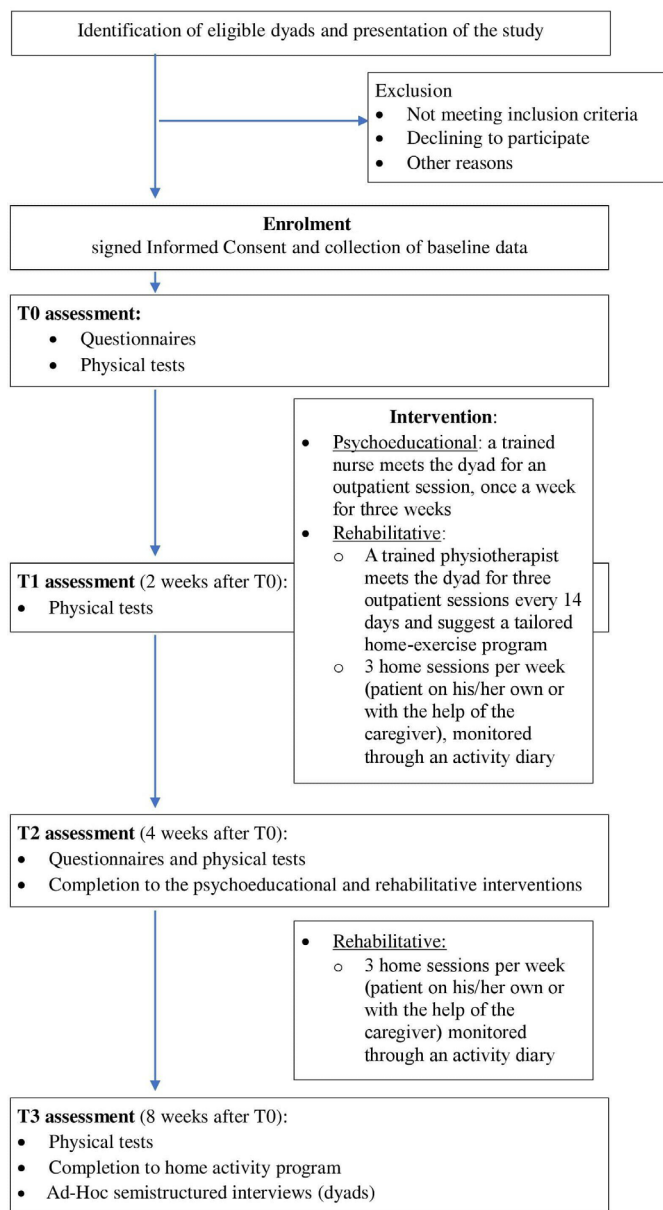 Identification of eligible dyads and presentation of the study
Exclusion
• Not meeting inclusion criteria
• Declining to participate
• Other reasons
Enrolment
signed Informed Consent and collection of baseline data
T0 assessment:
• Questionnaires
• Physical tests
Intervention:
• Psychoeducational: a trained
nurse meets the dyad for an
outpatient session, once a week
for three weeks
• Rehabilitative:
o A trained physiotherapist
meets the dyad for three
outpatient sessions every 14
days and suggest a tailored
home-exercise program
o 3 home sessions per week
(patient on his/her own or
with the help of the
caregiver), monitored
through an activity diary
T1 assessment (2 weeks after T0):
• Physical tests
T2 assessment (4 weeks after T0):
• Questionnaires and physical tests
• Completion to the psychoeducational and rehabilitative interventions
• Rehabilitative:
o 3 home sessions per week
(patient on his/her own or
with the help of the
caregiver) monitored
through an activity diary
T3 assessment (8 weeks after T0):
• Physical tests
• Completion to home activity program
• Ad-Hoc semistructured interviews (dyads)